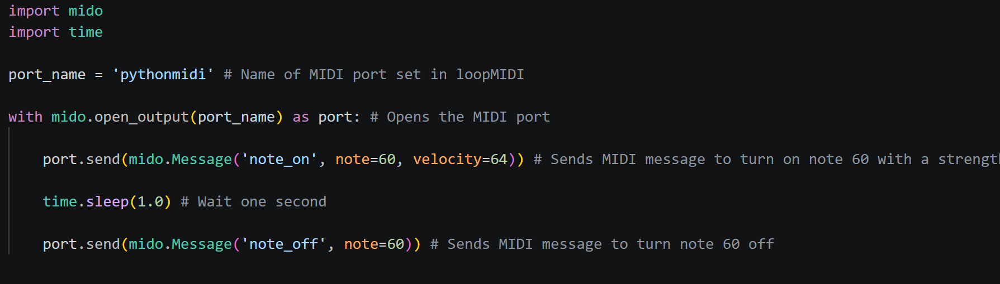 import mido
import time
port_name = 'pythonmidi' # Name of MIDI port set in loopMIDI
with mido.open_output(port_name) as port: # Opens the MIDI port
port.send(mido.Message('note_on', note=60, velocity=64)) # Sends MIDI message to turn on note 60 with a strength
time.sleep(1.0) # Wait one second
port.send(mido.Message('note_off', note=60)) # Sends MIDI message to turn note 60 off